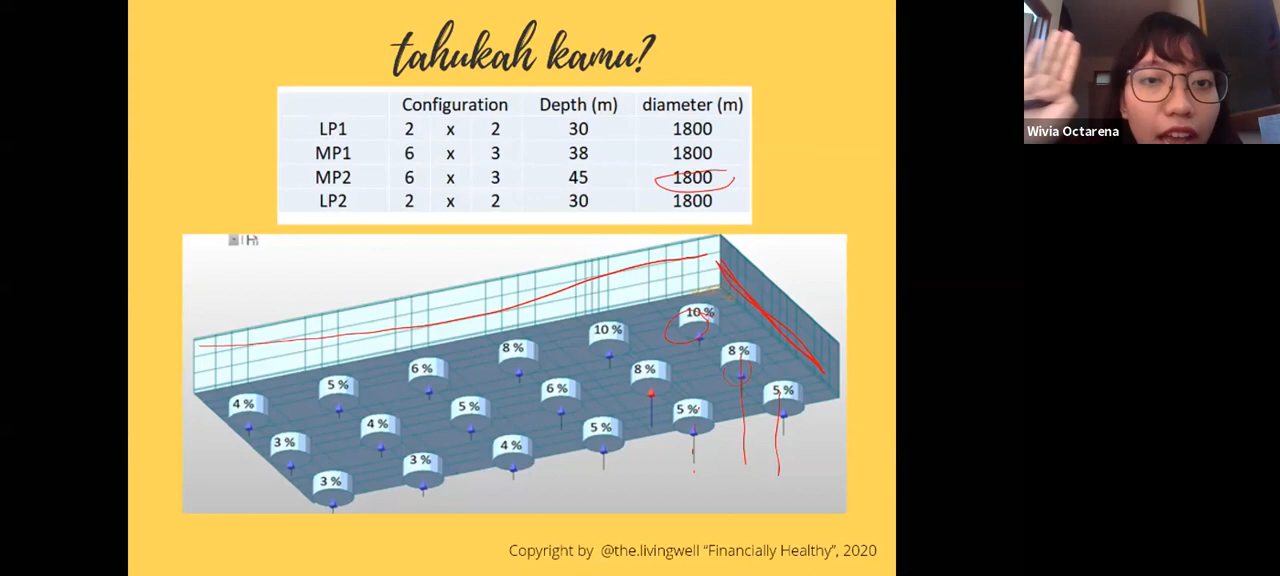 tahukah kamu?
Configuration Depth (m) diameter (m)
LP1 2 x 2 30 1800
MP1 6 x 3 38 1800
MP2 6 x 3 45 1800
LP2 2 x 2 30 1800
Wivia Octarena
10 %
10 %
8 %
8 %
8 %
6 %
6 %
5 %
5 %
5 %
5 %
5 %
4 %
4 %
4 %
3 %
3 %
3 %
Copyright by @the.livingwell “Financially Healthy”, 2020